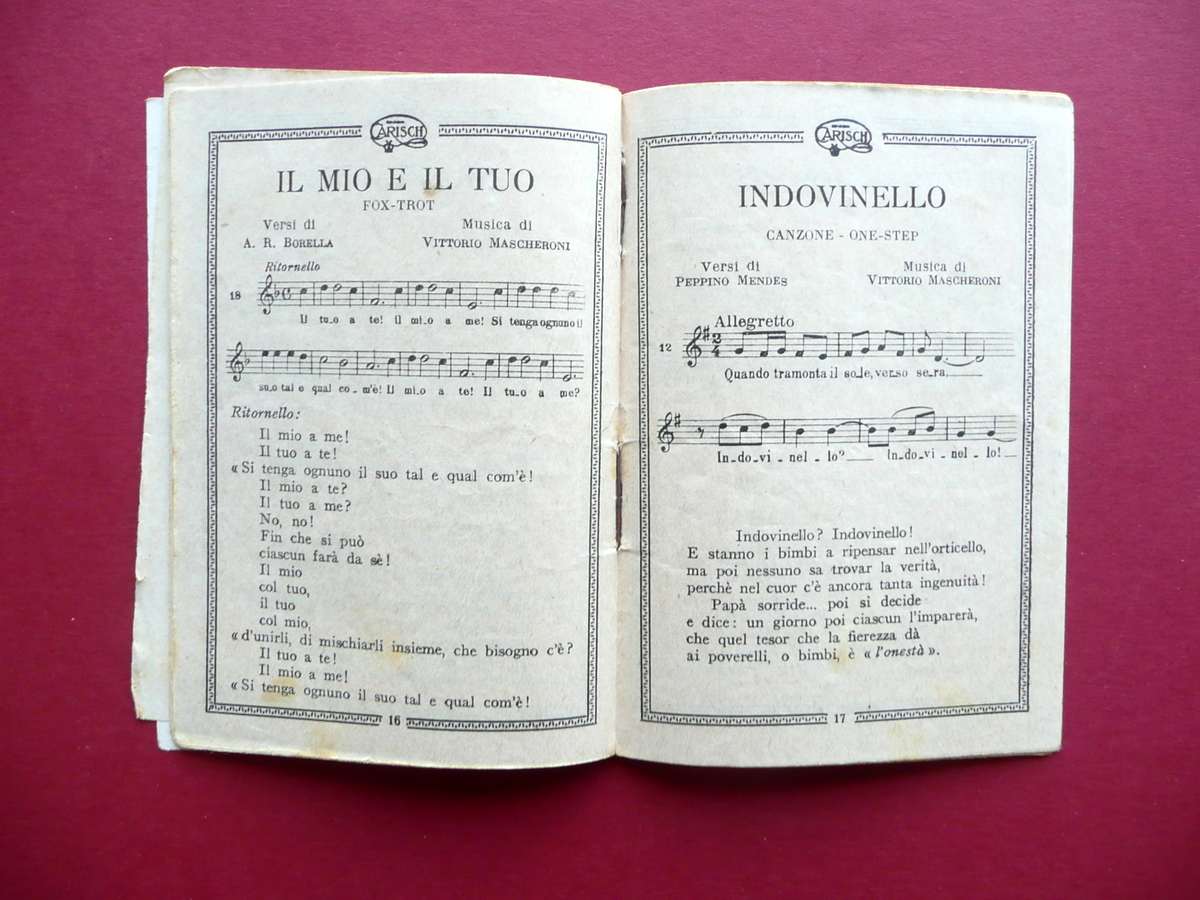 CARISCH
IL MIO E IL TUO
FOX-TROT
Versi di
A. R. BORELLA
Musica di
VITTORIO MASCHERONI
Ritornello
18
Il tu_o a te! il mi_o a me! Si tenga ognuno il
su_o tal e qual co_m'è! Il mi_o a te! Il tu_o a me?
Ritornello:
Il mio a me!
Il tuo a te!
« Si tenga ognuno il suo tal e qual com'è!
Il mio a te?
Il tuo a me?
No, no!
Fin che si può
ciascun farà da sè!
Il mio
col tuo,
il tuo
col mio,
« d'unirli, di mischiarli insieme, che bisogno c'è?
Il tuo a te!
Il mio a me!
« Si tenga ognuno il suo tal e qual com'è!
16
CARISCH
INDOVINELLO
CANZONE - ONE-STEP
Versi di
PEPPINO MENDES
Musica di
VITTORIO MASCHERONI
Allegretto
12
2
4
Quando tramonta il so_le, ver_so se_ra,
In_do_vi_nel_lo? In_do_vi_nel_lo!
Indovinello? Indovinello!
E stanno i bimbi a ripensar nell'orticello,
ma poi nessuno sa trovar la verità,
perchè nel cuor c'è ancora tanta ingenuità!
Papà sorride... poi si decide
e dice: un giorno poi ciascun l'imparerà,
che quel tesor che la fierezza dà
ai poverelli, o bimbi, è « l'onestà ».
17